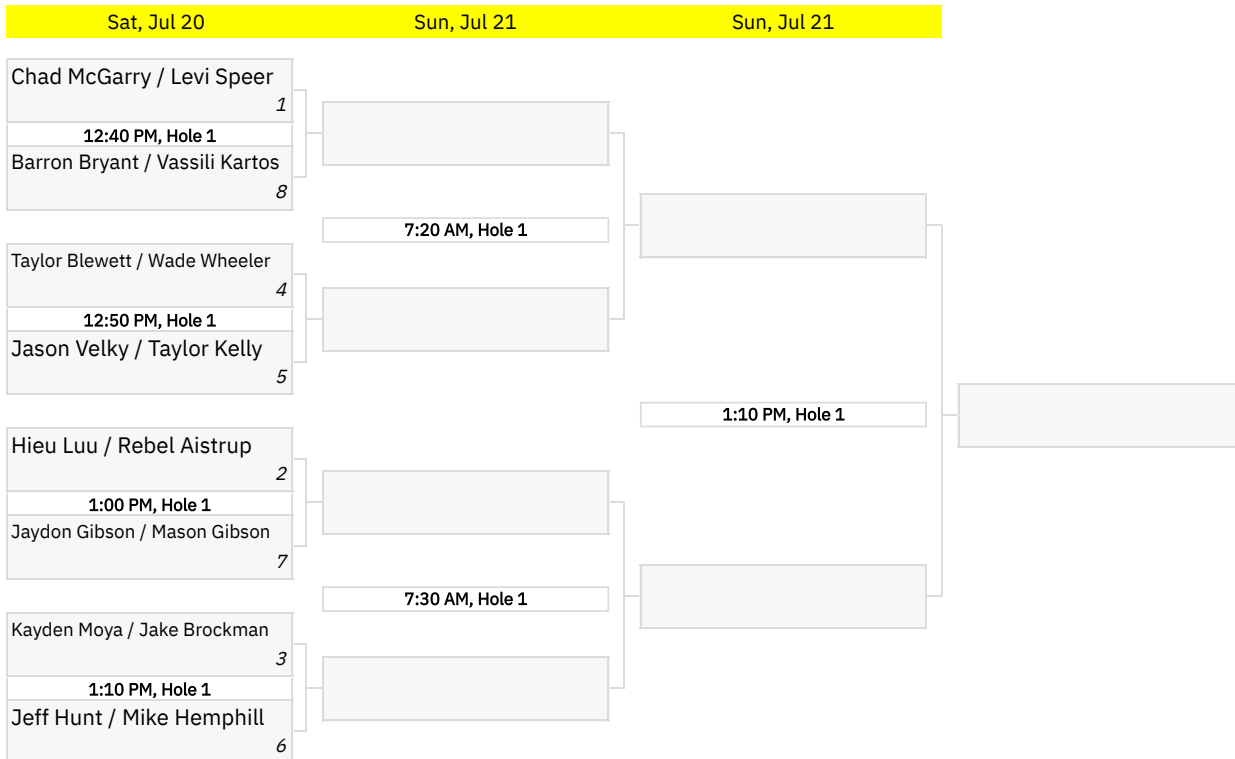 Sat, Jul 20
Sun, Jul 21
Sun, Jul 21
Chad McGarry / Levi Speer
1
12:40 PM, Hole 1
Barron Bryant / Vassili Kartos
8
7:20 AM, Hole 1
Taylor Blewett / Wade Wheeler
4
12:50 PM, Hole 1
Jason Velky / Taylor Kelly
5
1:10 PM, Hole 1
Hieu Luu / Rebel Aistrup
2
1:00 PM, Hole 1
Jaydon Gibson / Mason Gibson
7
7:30 AM, Hole 1
Kayden Moya / Jake Brockman
3
1:10 PM, Hole 1
Jeff Hunt / Mike Hemphill
6